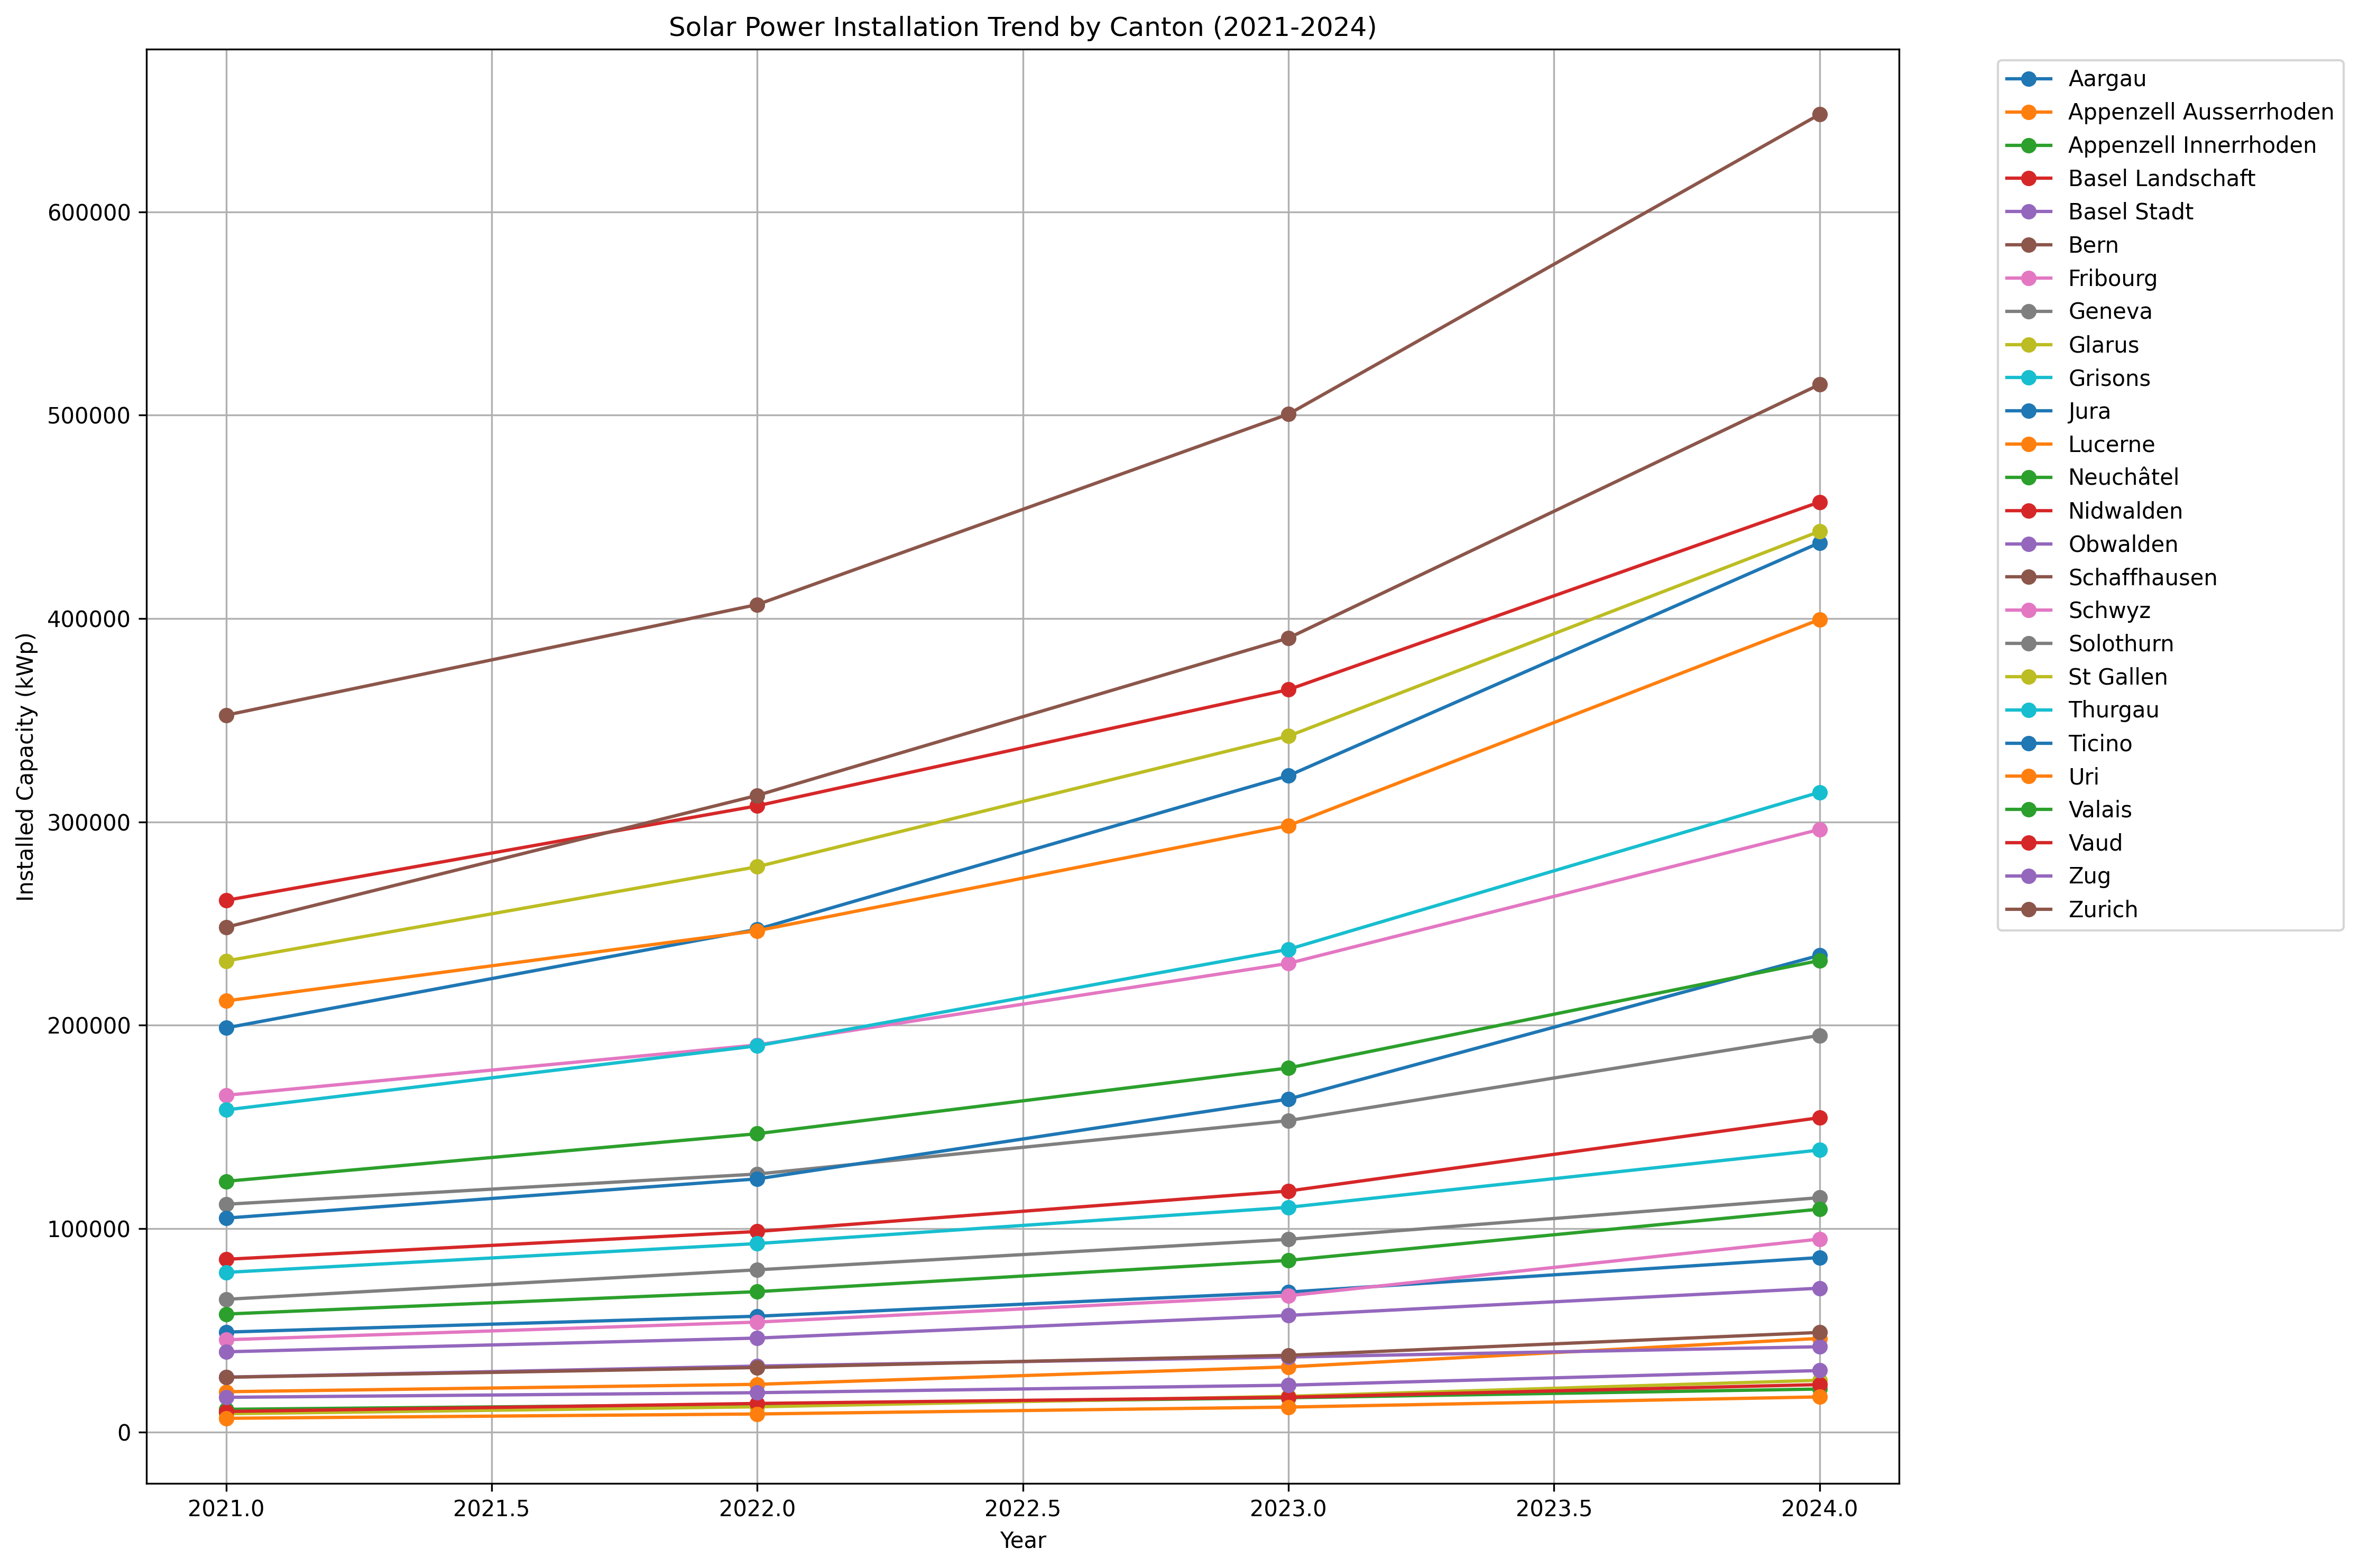 Solar Power Installation Trend by Canton (2021-2024)
Installed Capacity (kWp)
600000
500000
400000
300000
200000
100000
0
2021.0
2021.5
2022.0
2022.5
2023.0
2023.5
2024.0
Year
Aargau
Appenzell Ausserrhoden
Appenzell Innerrhoden
Basel Landschaft
Basel Stadt
Bern
Fribourg
Geneva
Glarus
Grisons
Jura
Lucerne
Neuchâtel
Nidwalden
Obwalden
Schaffhausen
Schwyz
Solothurn
St Gallen
Thurgau
Ticino
Uri
Valais
Vaud
Zug
Zurich